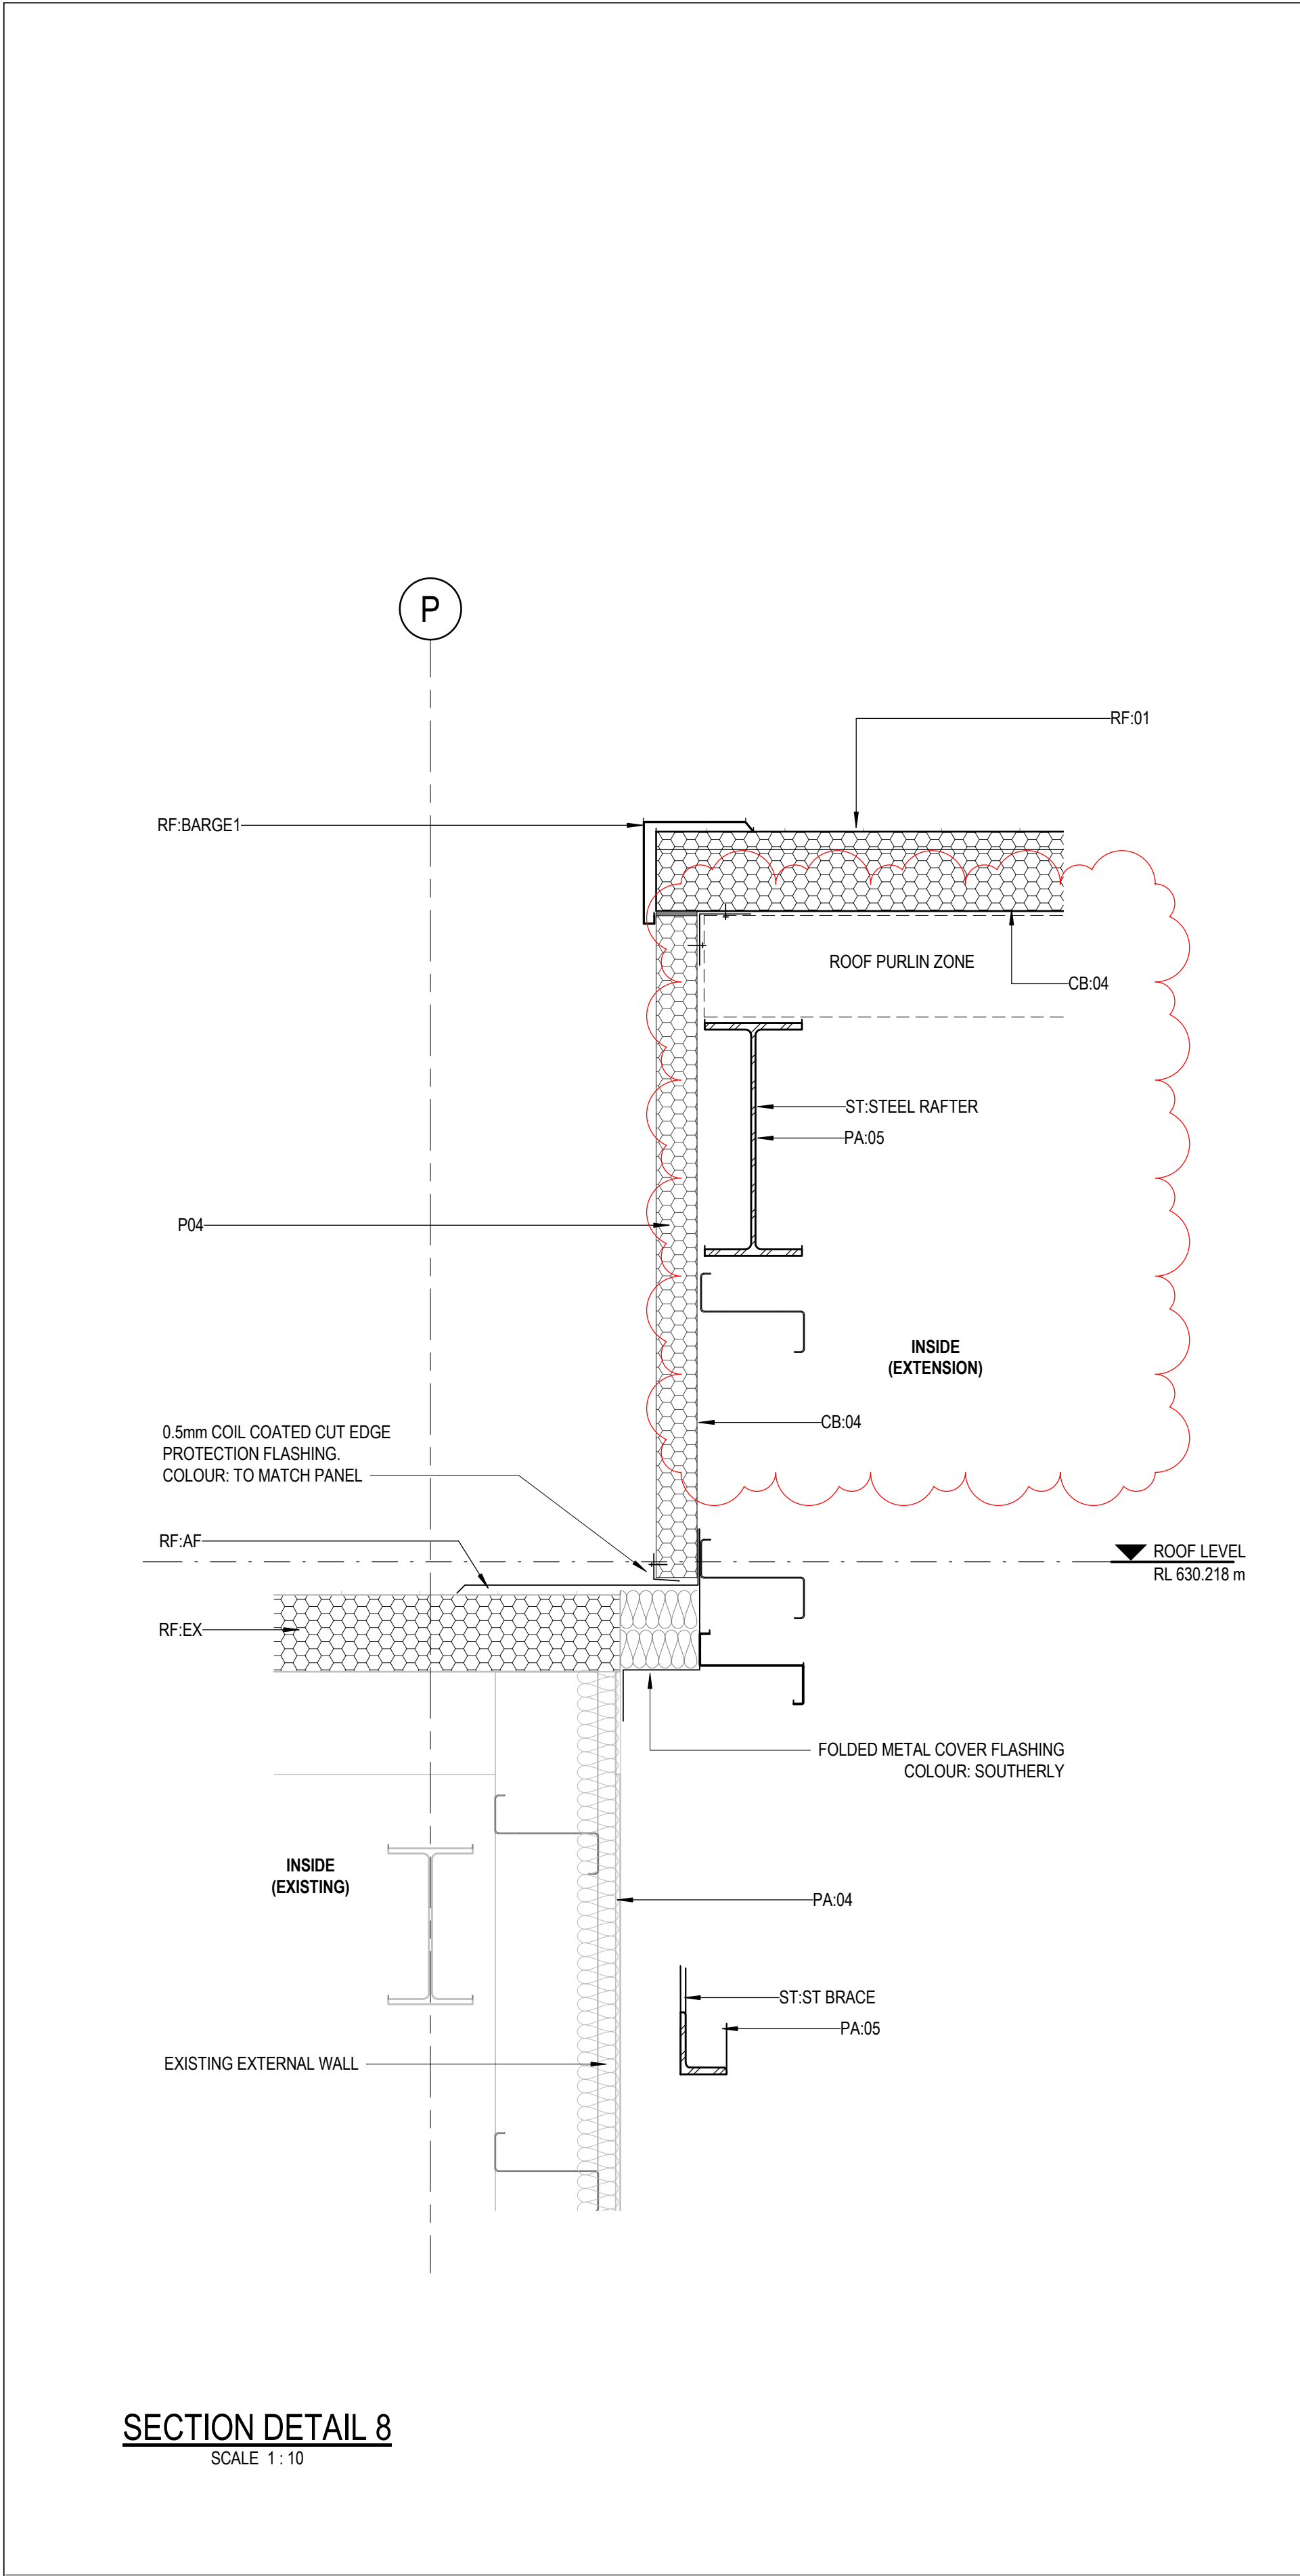 P
RF:01
RF:BARGE1
ROOF PURLIN ZONE
CB:04
ST:STEEL RAFTER
PA:05
P04
INSIDE
(EXTENSION)
CB:04
0.5mm COIL COATED CUT EDGE
PROTECTION FLASHING.
COLOUR: TO MATCH PANEL
RF:AF
ROOF LEVEL
RL 630.218 m
RF:EX
FOLDED METAL COVER FLASHING
COLOUR: SOUTHERLY
INSIDE
(EXISTING)
PA:04
ST:ST BRACE
PA:05
EXISTING EXTERNAL WALL
SECTION DETAIL 8
SCALE 1 : 10